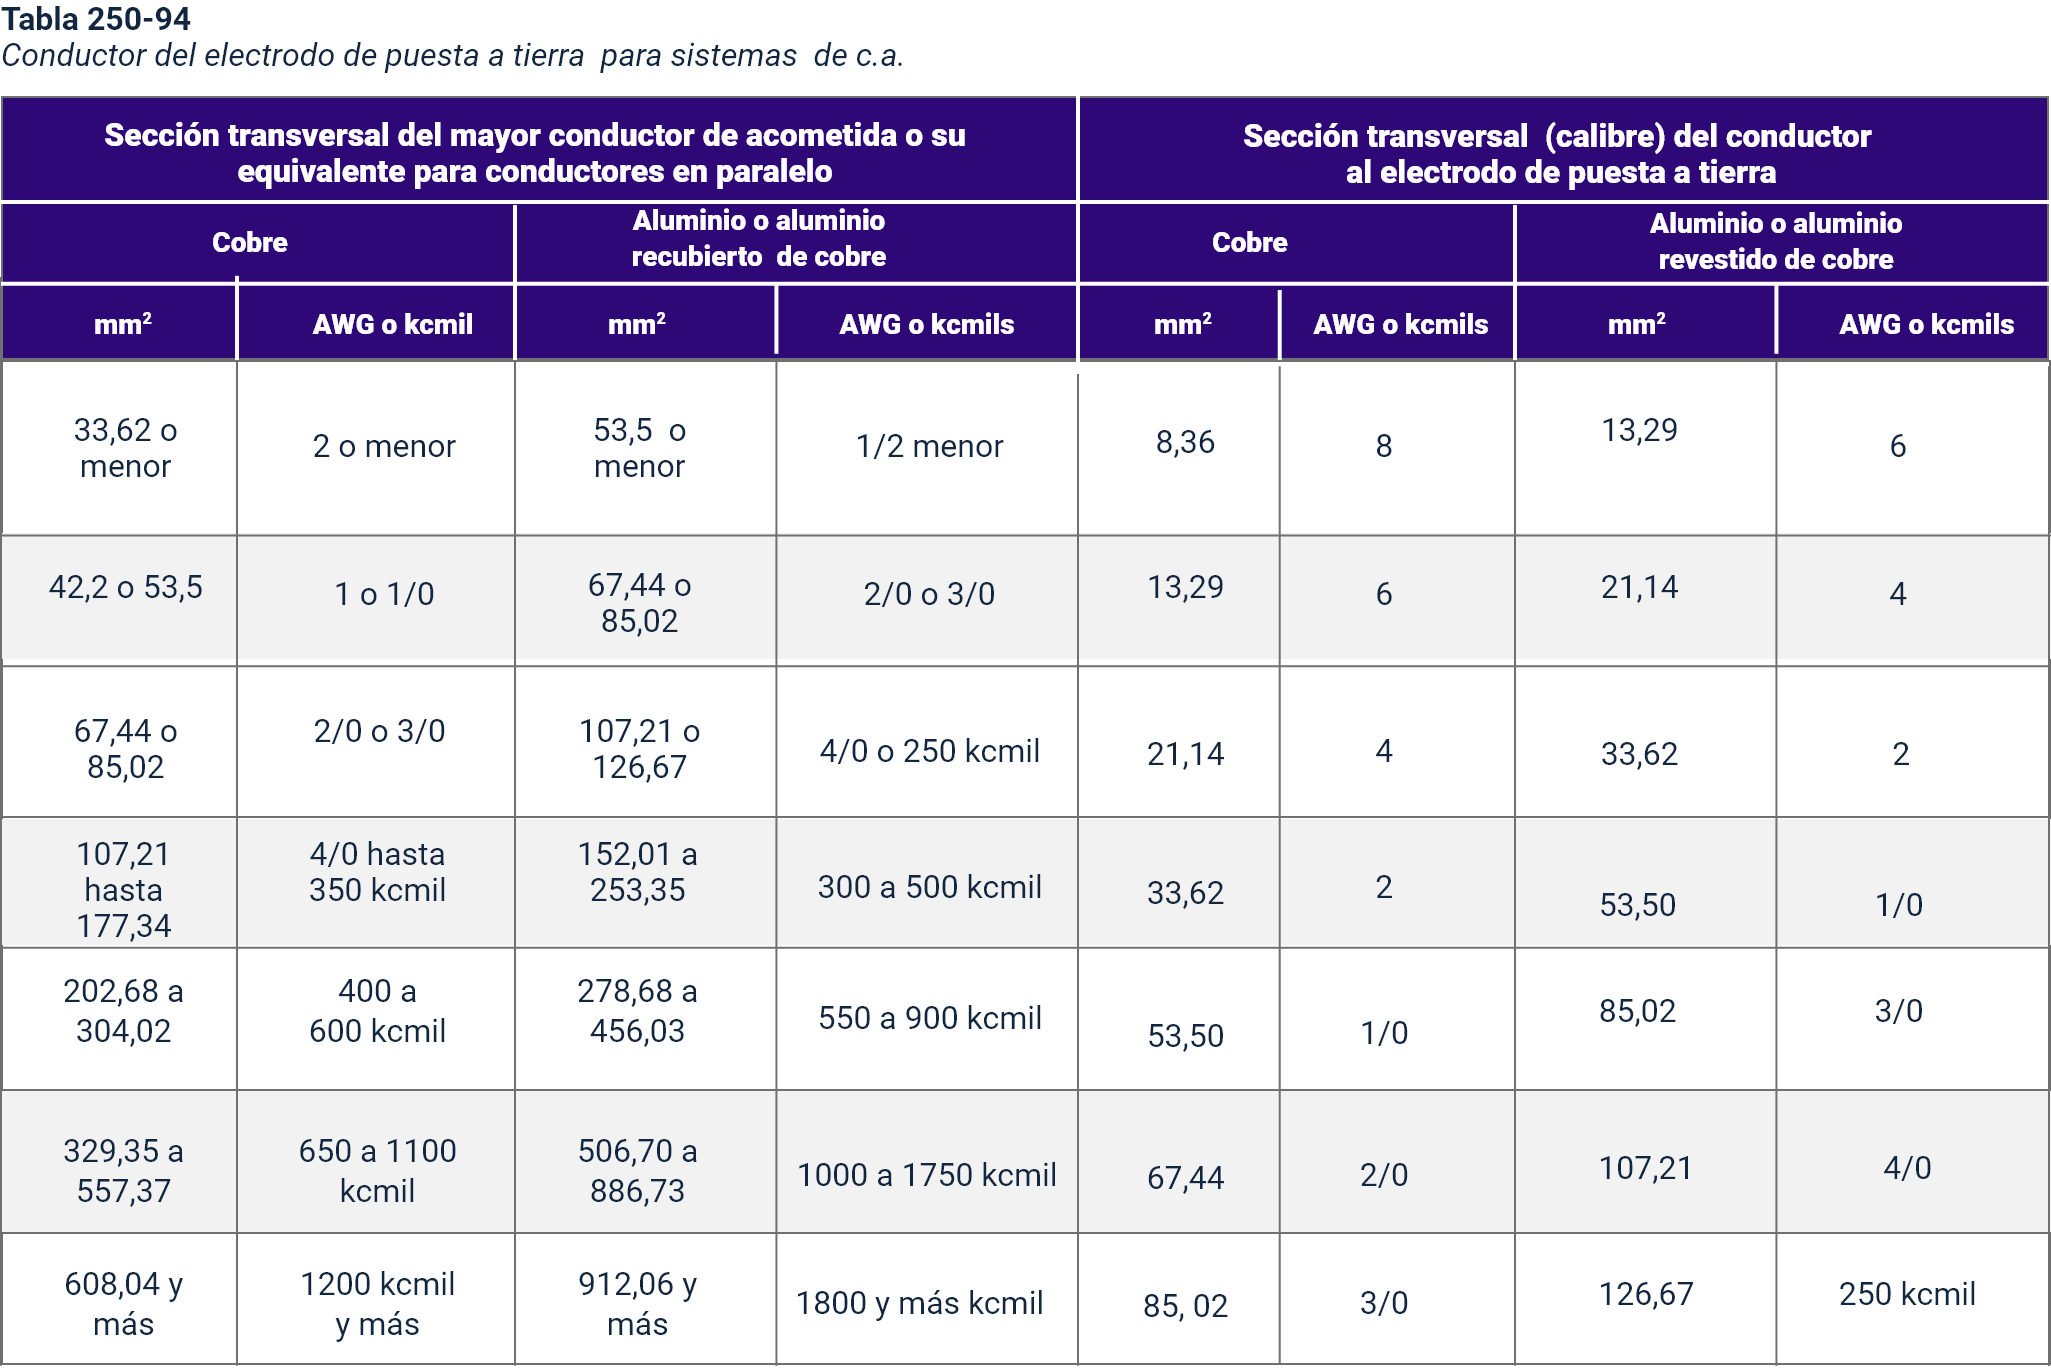 Tabla 250-94
Conductor del electrodo de puesta a tierra para sistemas de c.a.
Sección transversal del mayor conductor de acometida o su
equivalente para conductores en paralelo
Sección transversal (calibre) del conductor
al electrodo de puesta a tierra
Cobre
Aluminio o aluminio
recubierto de cobre
Cobre
Aluminio o aluminio
revestido de cobre
mm²
AWG o kcmil
mm²
AWG o kcmils
mm²
AWG o kcmils
mm²
AWG o kcmils
33,62 o
menor
2 o menor
53,5 o
menor
1/2 menor
8,36
8
13,29
6
42,2 o 53,5
1 o 1/0
67,44 o
85,02
2/0 o 3/0
13,29
6
21,14
4
67,44 o
85,02
2/0 o 3/0
107,21 o
126,67
4/0 o 250 kcmil
21,14
4
33,62
2
107,21
hasta
177,34
4/0 hasta
350 kcmil
152,01 a
253,35
300 a 500 kcmil
33,62
2
53,50
1/0
202,68 a
304,02
400 a
600 kcmil
278,68 a
456,03
550 a 900 kcmil
53,50
1/0
85,02
3/0
329,35 a
557,37
650 a 1100
kcmil
506,70 a
886,73
1000 a 1750 kcmil
67,44
2/0
107,21
4/0
608,04 y
más
1200 kcmil
y más
912,06 y
más
1800 y más kcmil
85, 02
3/0
126,67
250 kcmil